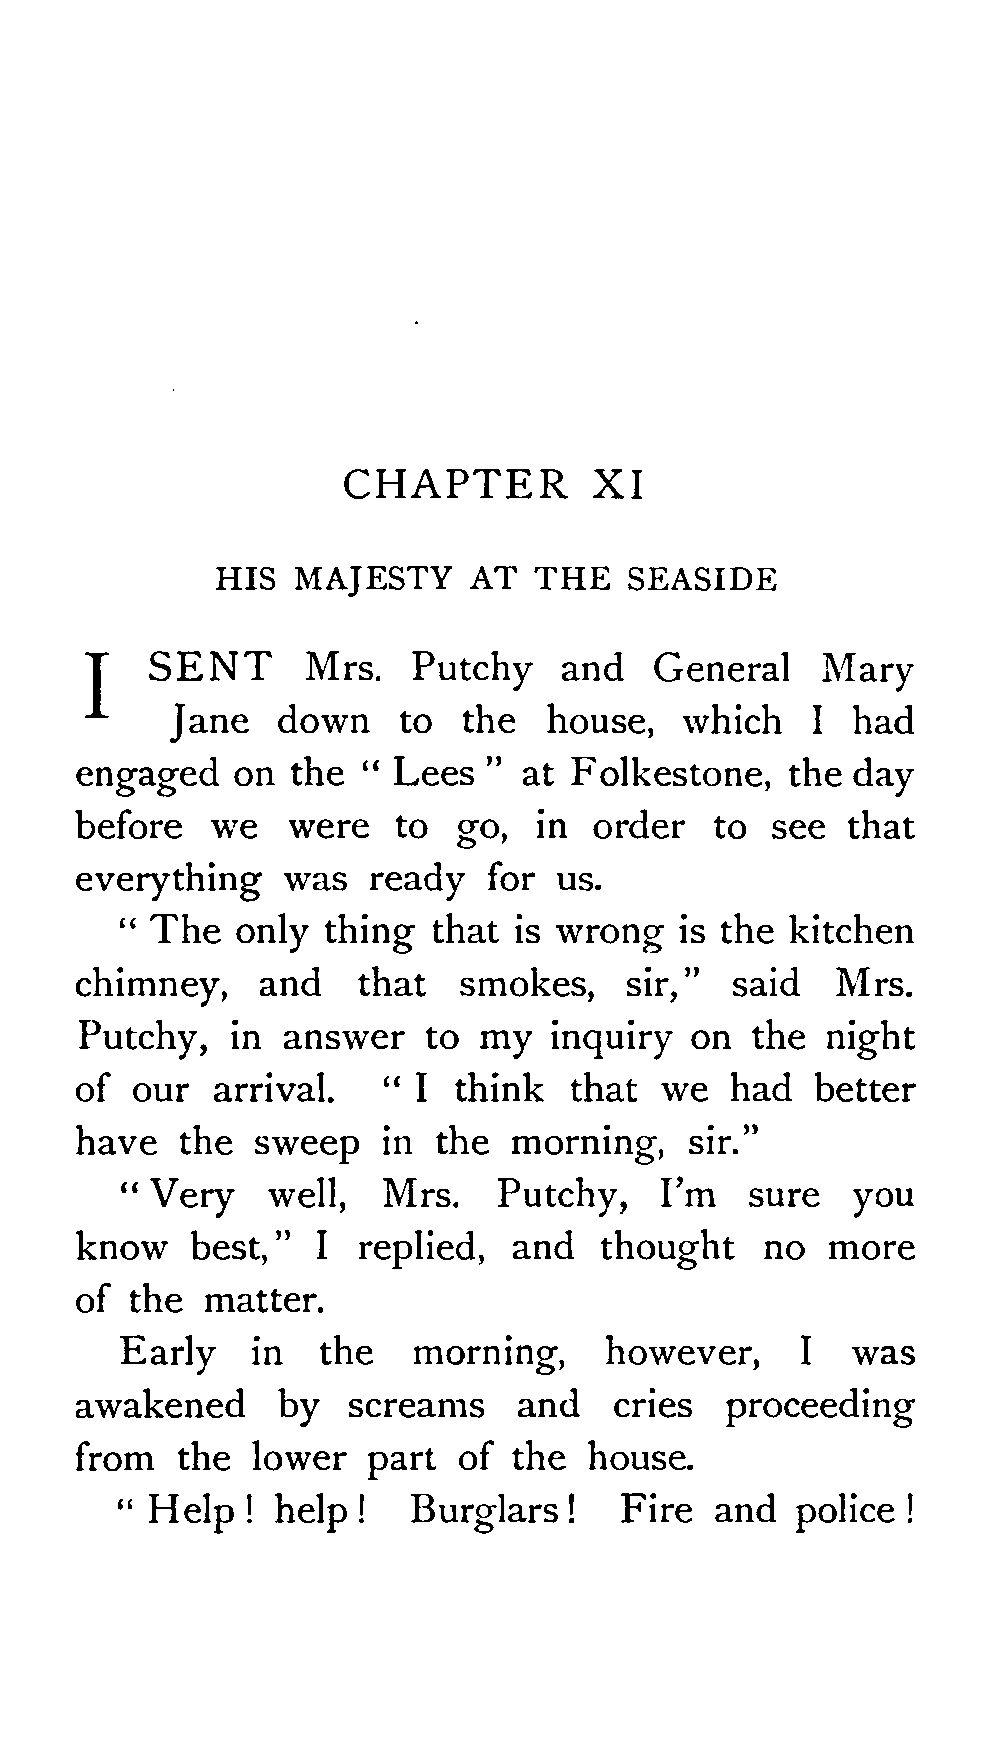 CHAPTER XI
HIS MAJESTY AT THE SEASIDE
I SENT Mrs. Putchy and General Mary
Jane down to the house, which I had
engaged on the “ Lees ” at Folkestone, the day
before we were to go, in order to see that
everything was ready for us.
“ The only thing that is wrong is the kitchen
chimney, and that smokes, sir,” said Mrs.
Putchy, in answer to my inquiry on the night
of our arrival. “ I think that we had better
have the sweep in the morning, sir.”
“ Very well, Mrs. Putchy, I’m sure you
know best,” I replied, and thought no more
of the matter.
Early in the morning, however, I was
awakened by screams and cries proceeding
from the lower part of the house.
“ Help ! help ! Burglars ! Fire and police !